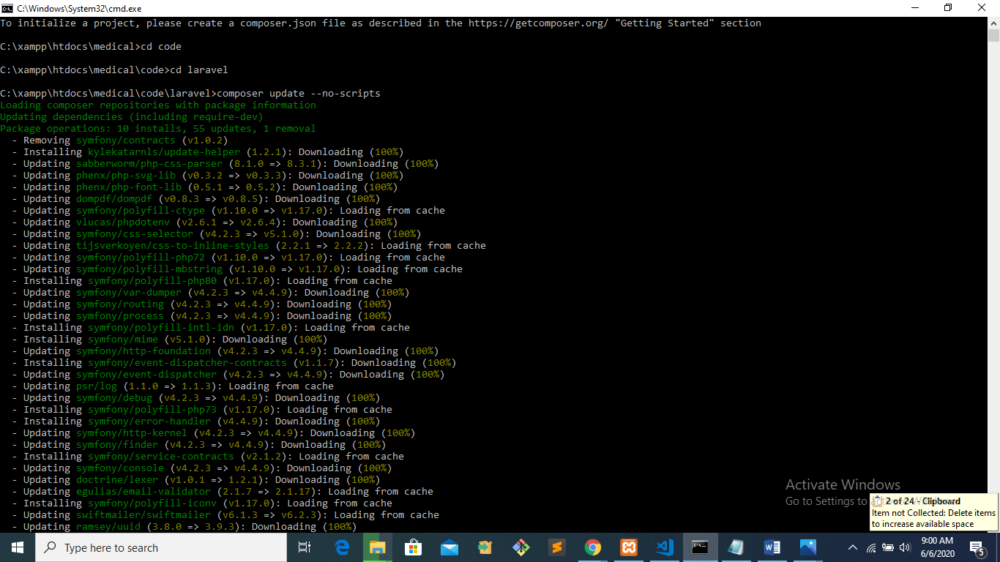 C:\Windows\System32\cmd.exe
To initialize a project, please create a composer.json file as described in the https://getcomposer.org/ "Getting Started" section
C:\xampp\htdocs\medical>cd code
C:\xampp\htdocs\medical\code>cd laravel
C:\xampp\htdocs\medical\code\laravel>composer update --no-scripts
Loading composer repositories with package information
Updating dependencies (including require-dev)
Package operations: 10 installs, 55 updates, 1 removal
- Removing symfony/contracts (v1.0.2)
- Installing kylekatarnls/update-helper (1.2.1): Downloading (100%)
- Updating sabberworm/php-css-parser (8.1.0 => 8.3.1): Downloading (100%)
- Updating phenx/php-svg-lib (v0.3.2 => v0.3.3): Downloading (100%)
- Updating phenx/php-font-lib (0.5.1 => 0.5.2): Downloading (100%)
- Updating dompdf/dompdf (v0.8.3 => v0.8.5): Downloading (100%)
- Updating symfony/polyfill-ctype (v1.10.0 => v1.17.0): Loading from cache
- Updating vlucas/phpdotenv (v2.6.1 => v2.6.4): Downloading (100%)
- Updating symfony/css-selector (v4.2.3 => v5.1.0): Downloading (100%)
- Updating tijsverkoyen/css-to-inline-styles (2.2.1 => 2.2.2): Loading from cache
- Updating symfony/polyfill-php72 (v1.10.0 => v1.17.0): Loading from cache
- Updating symfony/polyfill-mbstring (v1.10.0 => v1.17.0): Loading from cache
- Installing symfony/polyfill-php80 (v1.17.0): Loading from cache
- Updating symfony/var-dumper (v4.2.3 => v4.4.9): Downloading (100%)
- Updating symfony/routing (v4.2.3 => v4.4.9): Downloading (100%)
- Updating symfony/process (v4.2.3 => v4.4.9): Downloading (100%)
- Installing symfony/polyfill-intl-idn (v1.17.0): Loading from cache
- Installing symfony/mime (v5.1.0): Downloading (100%)
- Updating symfony/http-foundation (v4.2.3 => v4.4.9): Downloading (100%)
- Installing symfony/event-dispatcher-contracts (v1.1.7): Downloading (100%)
- Updating symfony/event-dispatcher (v4.2.3 => v4.4.9): Downloading (100%)
- Updating psr/log (1.1.0 => 1.1.3): Loading from cache
- Updating symfony/debug (v4.2.3 => v4.4.9): Downloading (100%)
- Installing symfony/polyfill-php73 (v1.17.0): Loading from cache
- Installing symfony/error-handler (v4.4.9): Downloading (100%)
- Updating symfony/http-kernel (v4.2.3 => v4.4.9): Downloading (100%)
- Updating symfony/finder (v4.2.3 => v4.4.9): Downloading (100%)
- Installing symfony/service-contracts (v2.1.2): Loading from cache
- Updating symfony/console (v4.2.3 => v4.4.9): Downloading (100%)
- Updating doctrine/lexer (v1.0.1 => 1.2.1): Downloading (100%)
- Updating egulias/email-validator (2.1.7 => 2.1.17): Loading from cache
- Installing symfony/polyfill-iconv (v1.17.0): Loading from cache
- Updating swiftmailer/swiftmailer (v6.1.3 => v6.2.3): Loading from cache
- Updating ramsey/uuid (3.8.0 => 3.9.3): Downloading (100%)
Activate Windows
Go to Settings to
2 of 24 - Clipboard
Item not Collected: Delete items
to increase available space
Type here to search
9:00 AM
6/6/2020
5